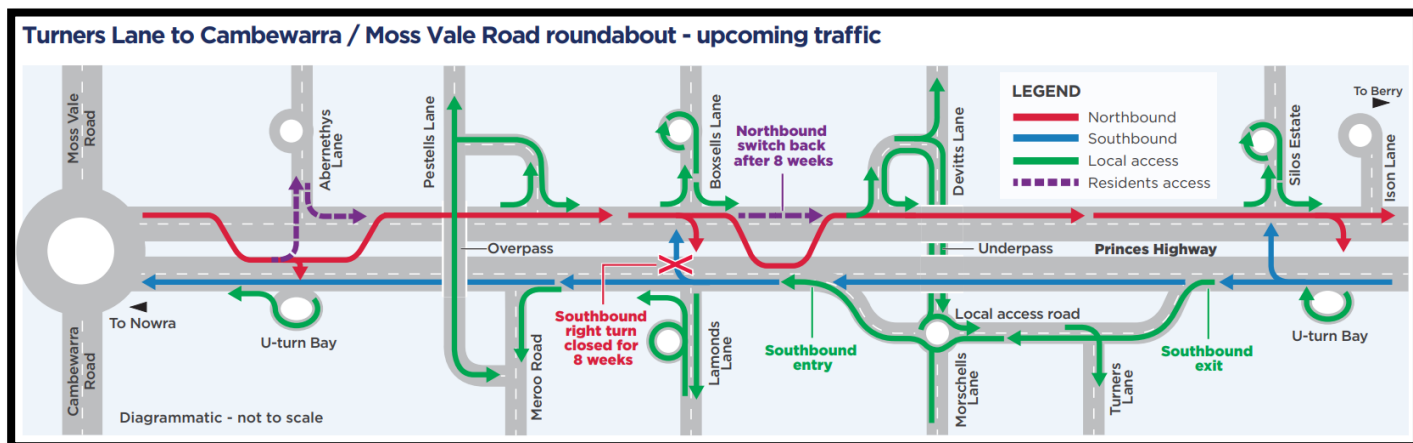 Turners Lane to Cambewarra / Moss Vale Road roundabout - upcoming traffic
Moss Vale
Road
Abernethys
Lane
Pestells Lane
Boxsells Lane
Northbound
switch back
after 8 weeks
Devitts Lane
LEGEND
Northbound
Southbound
Local access
Residents access
Silos Estate
To Berry
Ison Lane
Overpass
Underpass
Princes Highway
To Nowra
Cambewarra
Road
U-turn Bay
Meroo Road
Southbound
right turn
closed for
8 weeks
Lamonds
Lane
Southbound
entry
Local access road
Morschells
Lane
Turners
Lane
Southbound
exit
U-turn Bay
Diagrammatic - not to scale